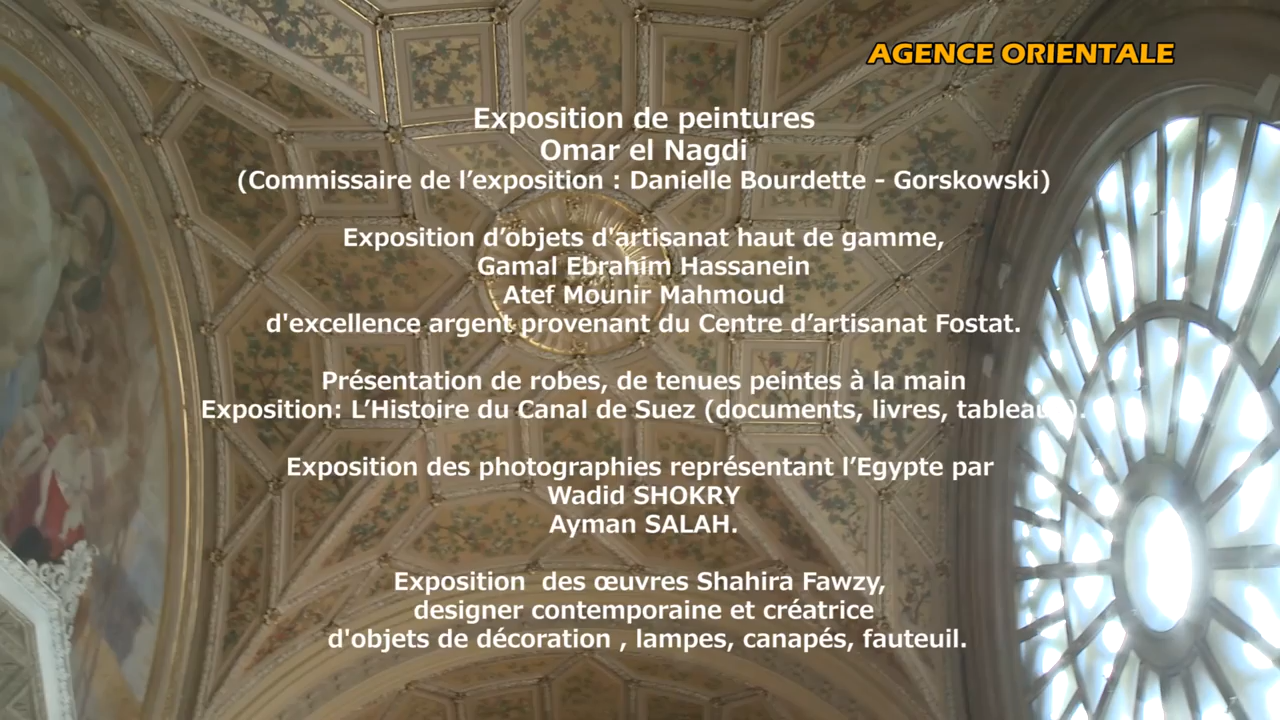 AGENCE ORIENTALE
Exposition de peintures
Omar el Nagdi
(Commissaire de l’exposition : Danielle Bourdette - Gorskowski)
Exposition d’objets d'artisanat haut de gamme,
Gamal Ebrahim Hassanein
Atef Mounir Mahmoud
d'excellence argent provenant du Centre d’artisanat Fostat.
Présentation de robes, de tenues peintes à la main
Exposition: L’Histoire du Canal de Suez (documents, livres, tableaux).
Exposition des photographies représentant l’Egypte par
Wadid SHOKRY
Ayman SALAH.
Exposition des œuvres Shahira Fawzy,
designer contemporaine et créatrice
d'objets de décoration , lampes, canapés, fauteuil.